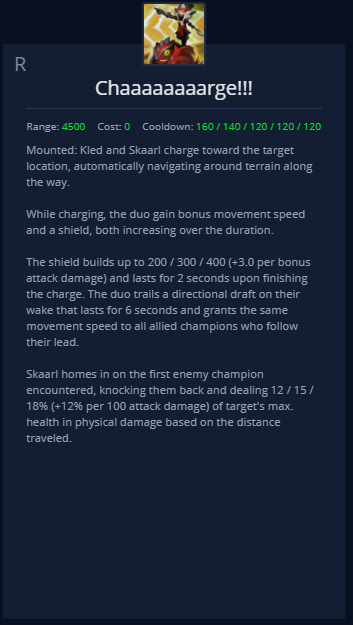 R
Chaaaaaaaarge!!!
Range: 4500 Cost: 0 Cooldown: 160 / 140 / 120 / 120 / 120
Mounted: Kled and Skaarl charge toward the target
location, automatically navigating around terrain along
the way.
While charging, the duo gain bonus movement speed
and a shield, both increasing over the duration.
The shield builds up to 200 / 300 / 400 (+3.0 per bonus
attack damage) and lasts for 2 seconds upon finishing
the charge. The duo trails a directional draft on their
wake that lasts for 6 seconds and grants the same
movement speed to all allied champions who follow
their lead.
Skaarl homes in on the first enemy champion
encountered, knocking them back and dealing 12 / 15 /
18% (+12% per 100 attack damage) of target's max.
health in physical damage based on the distance
traveled.